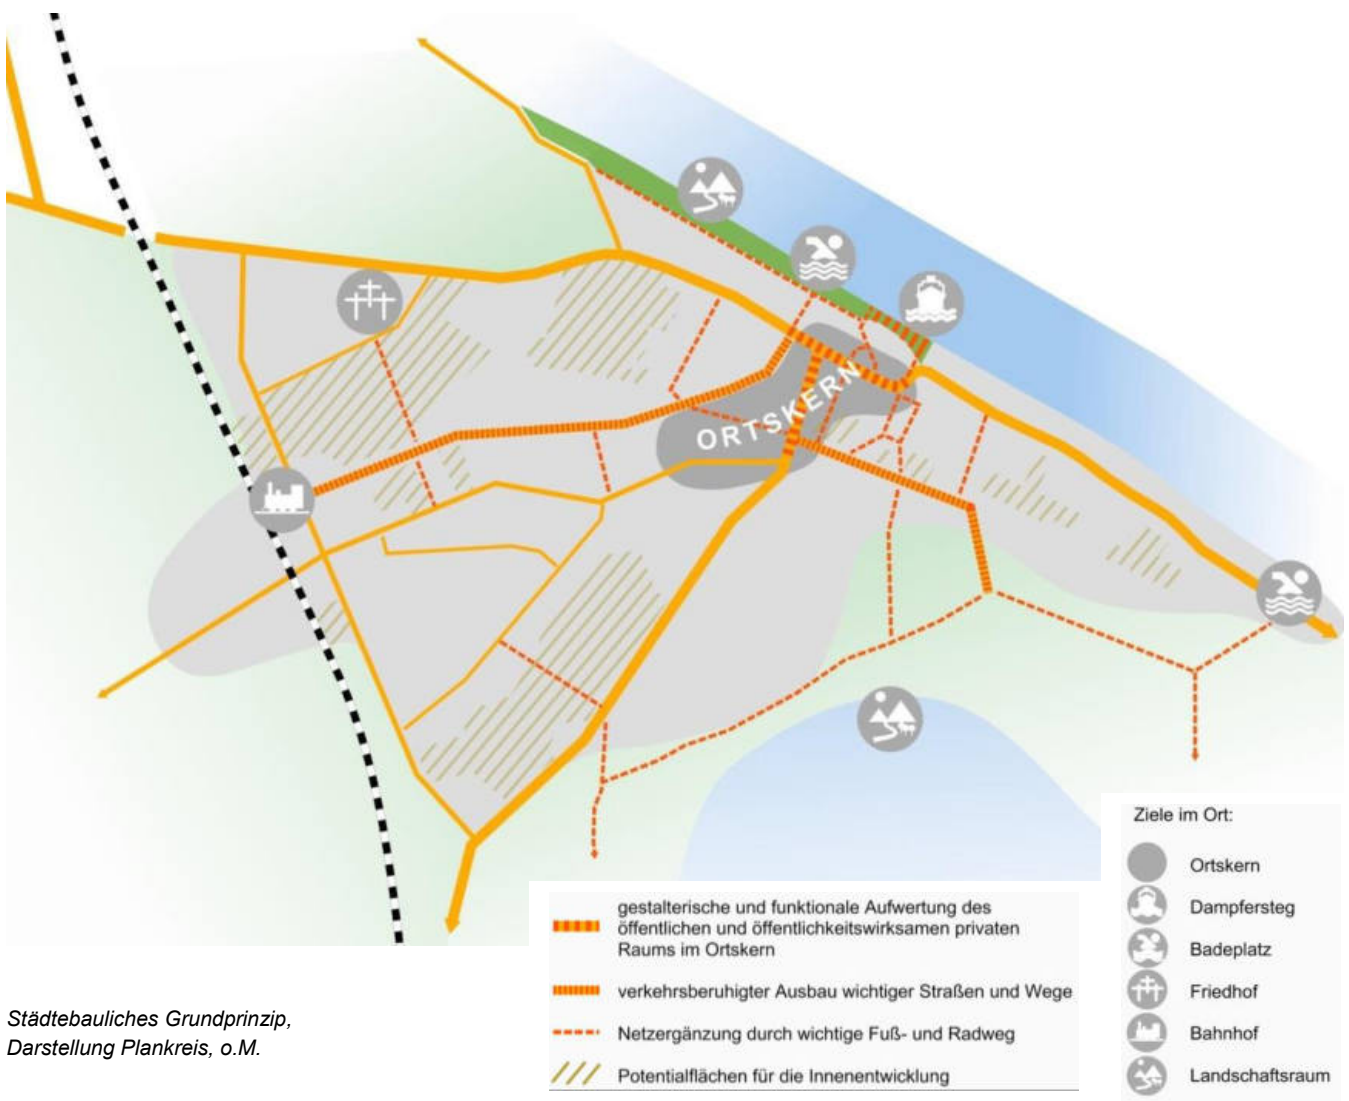 ORTSKERN
gestalterische und funktionale Aufwertung des
öffentlichen und öffentlichkeitswirksamen privaten
Raums im Ortskern
verkehrsberuhigter Ausbau wichtiger Straßen und Wege
Netzergänzung durch wichtige Fuß- und Radweg
Potentialflächen für die Innenentwicklung
Ziele im Ort:
Ortskern
Dampfersteg
Badeplatz
Friedhof
Bahnhof
Landschaftsraum
Städtebauliches Grundprinzip,
Darstellung Plankreis, o.M.